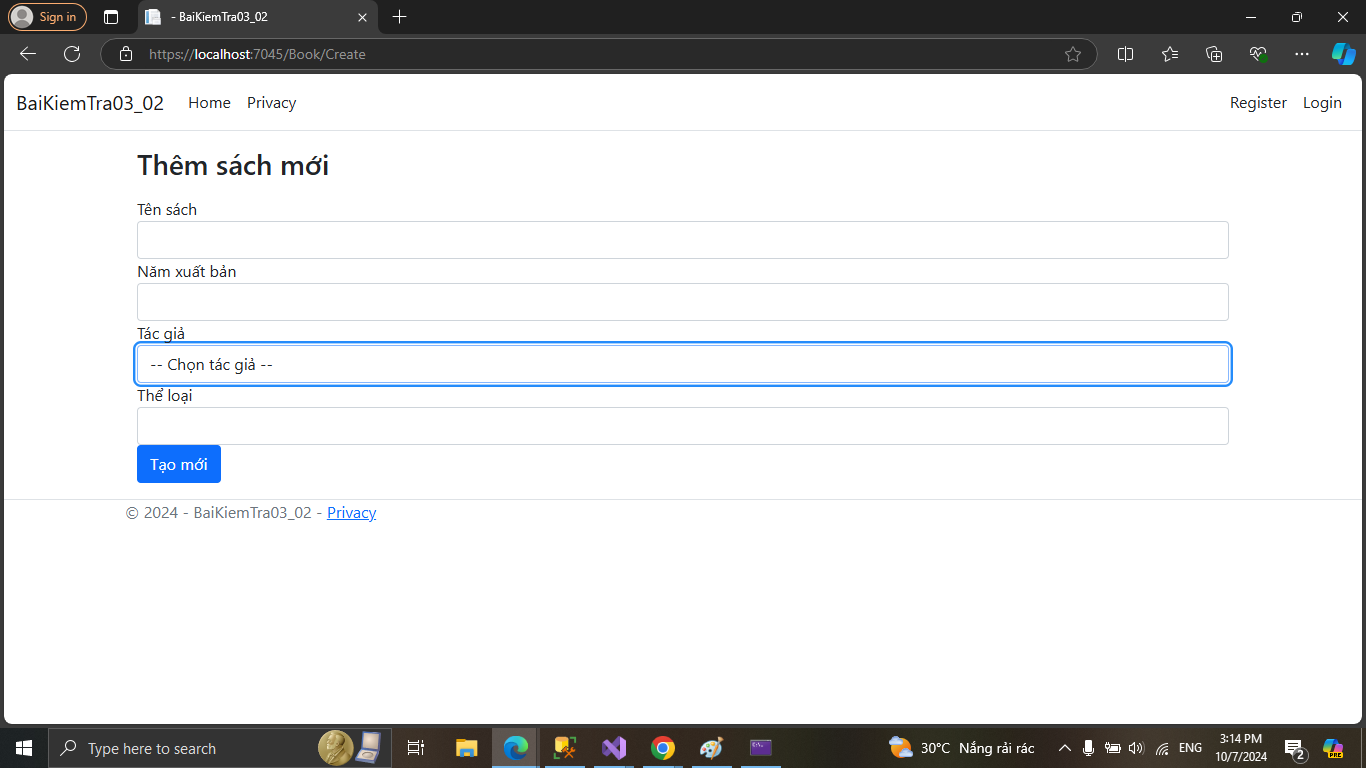 Sign in
- BaiKiemTra03_02
https://localhost:7045/Book/Create
BaiKiemTra03_02 Home Privacy Register Login
Thêm sách mới
Tên sách
Năm xuất bản
Tác giả
-- Chọn tác giả --
Thể loại
Tạo mới
© 2024 - BaiKiemTra03_02 - Privacy
Type here to search
30°C Nắng rải rác
ENG
3:14 PM
10/7/2024
2
PRE